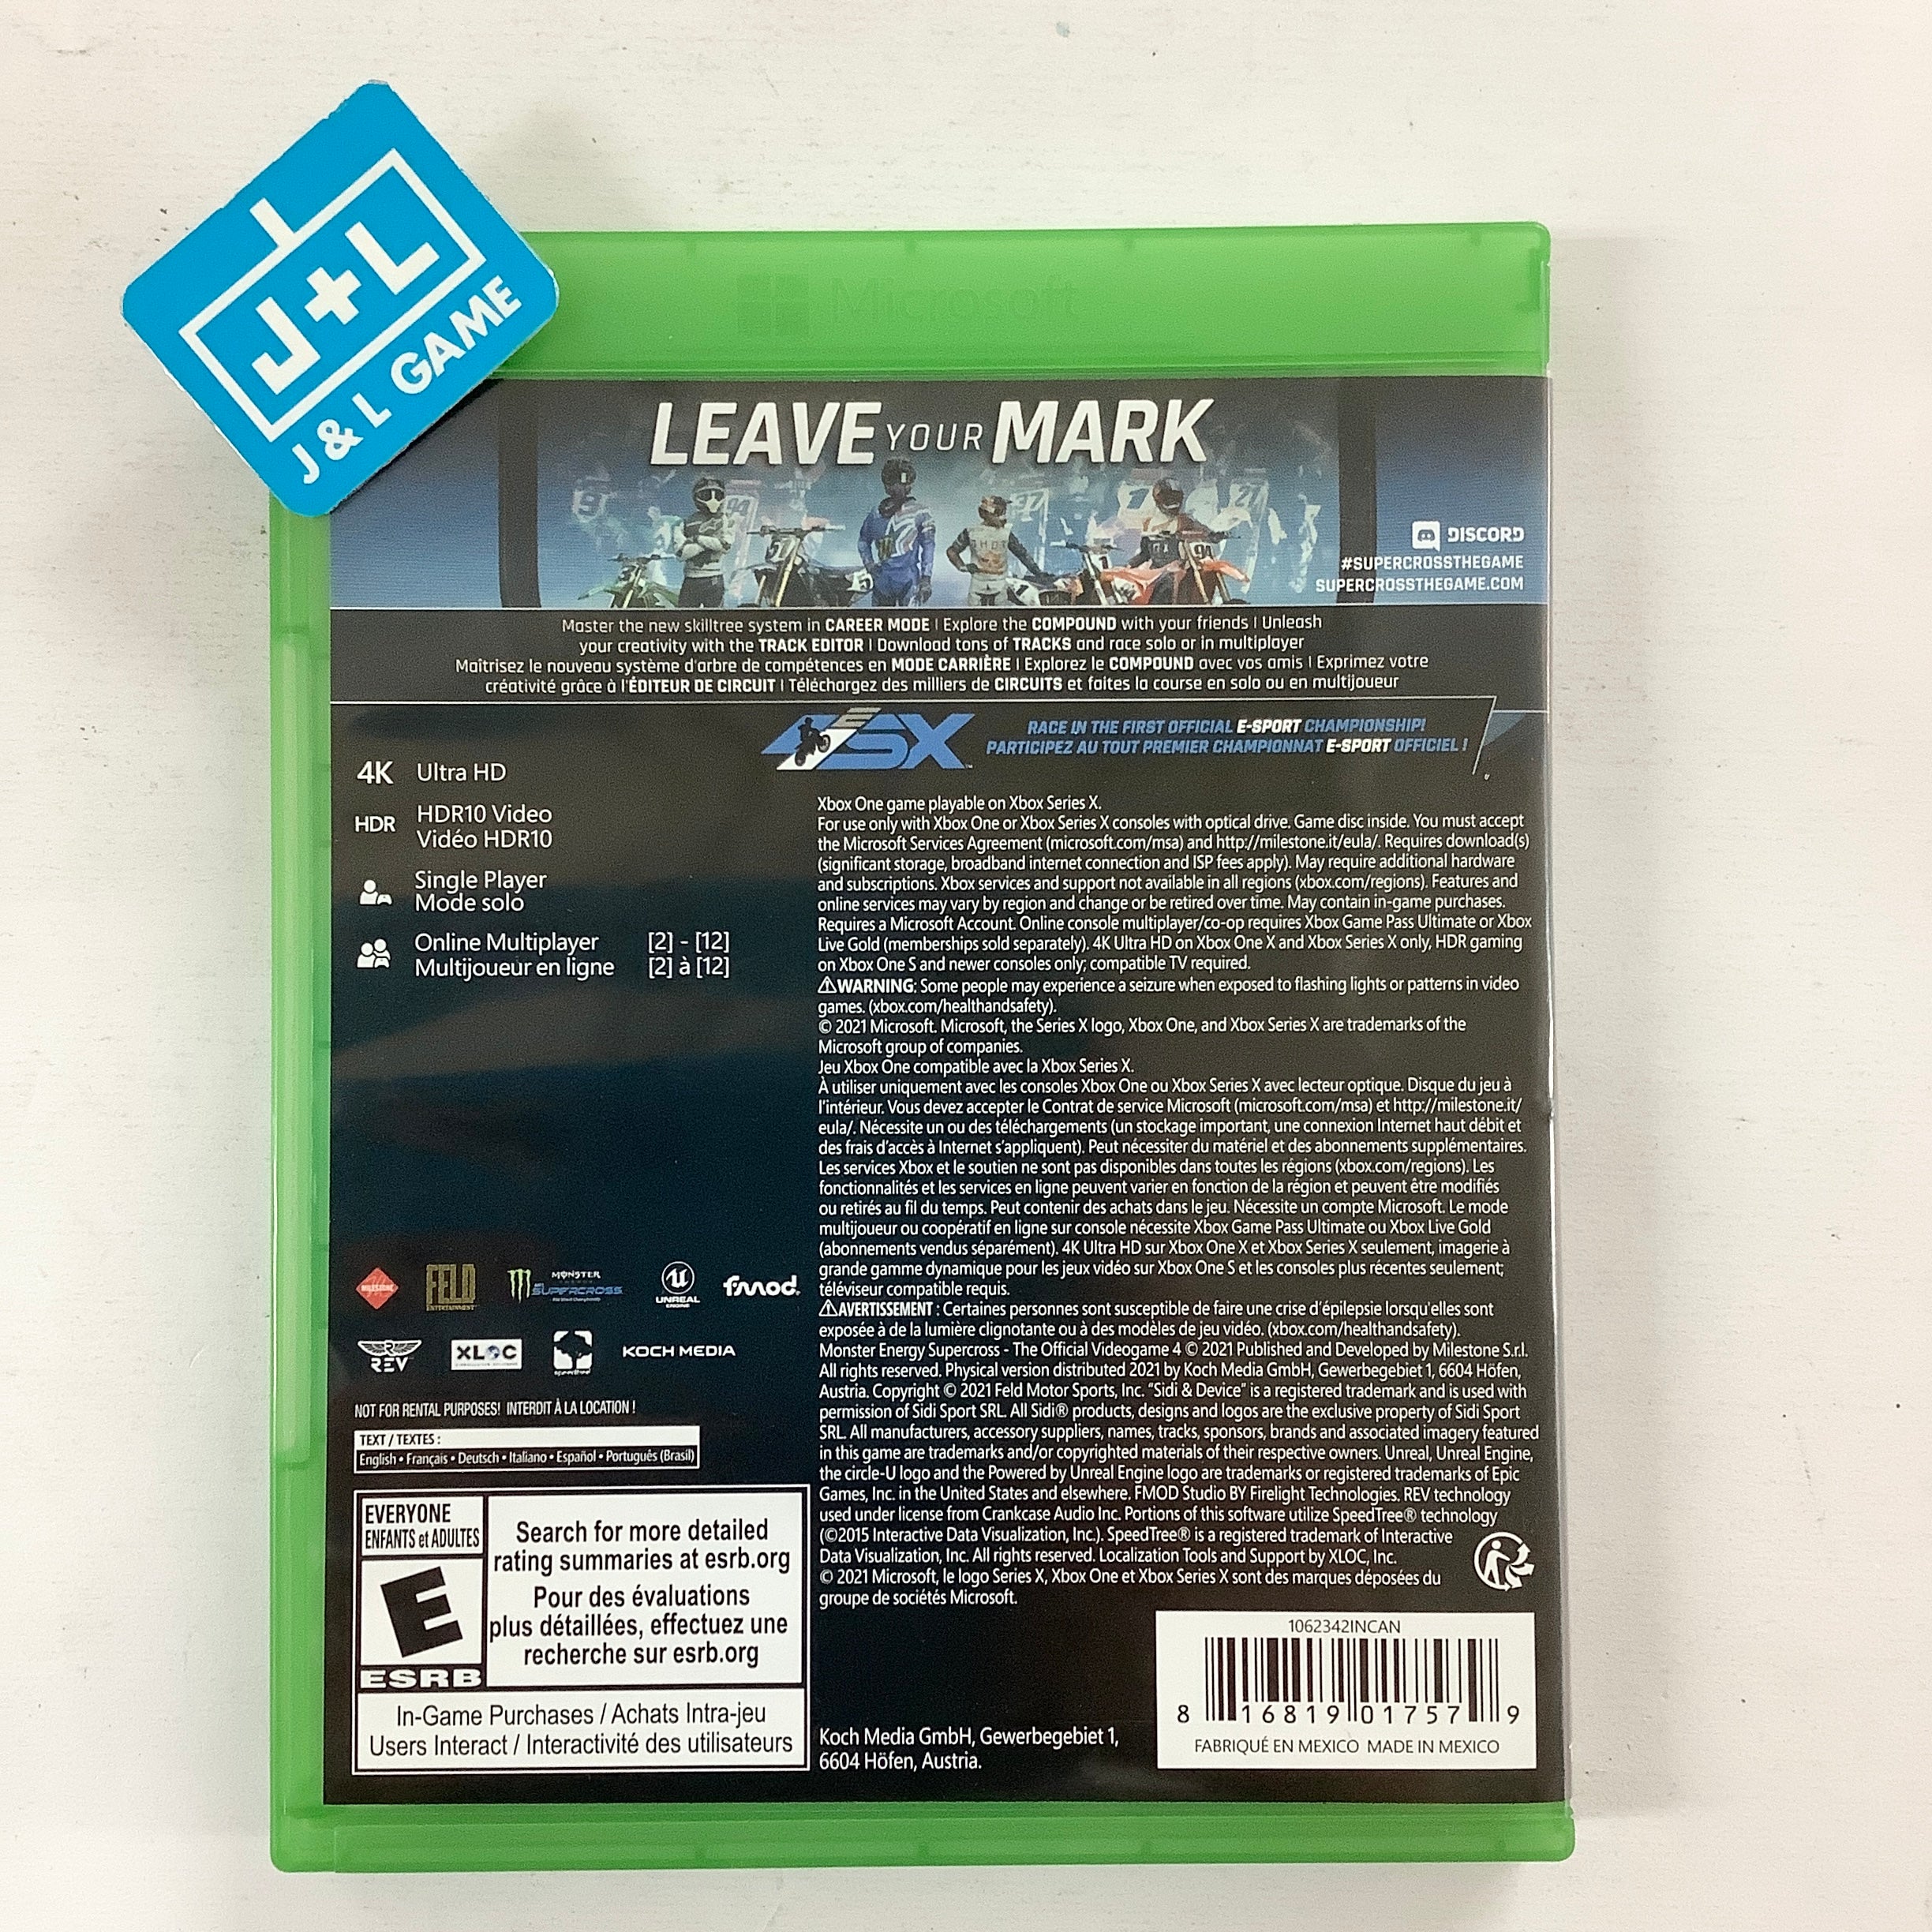 J+L
J & L GAME
Microsoft
LEAVE YOUR MARK
DISCORD
#SUPERCROSSTHEGAME
SUPERCROSSTHEGAME.COM
Master the new skilltree system in CAREER MODE | Explore the COMPOUND with your friends | Unleash
your creativity with the TRACK EDITOR | Download tons of TRACKS and race solo or in multiplayer
Maîtrisez le nouveau système d'arbre de compétences en MODE CARRIÈRE | Explorez le COMPOUND avec vos amis | Exprimez votre
créativité grâce à l'ÉDITEUR DE CIRCUIT | Téléchargez des milliers de CIRCUITS et faites la course en solo ou en multijoueur
ESX
RACE IN THE FIRST OFFICIAL E-SPORT CHAMPIONSHIP!
PARTICIPEZ AU TOUT PREMIER CHAMPIONNAT E-SPORT OFFICIEL !
4K Ultra HD
HDR HDR10 Video
Vidéo HDR10
Single Player
Mode solo
Online Multiplayer [2] - [12]
Multijoueur en ligne [2] à [12]
Xbox One game playable on Xbox Series X.
For use only with Xbox One or Xbox Series X consoles with optical drive. Game disc inside. You must accept
the Microsoft Services Agreement (microsoft.com/msa) and http://milestone.it/eula/. Requires download(s)
(significant storage, broadband internet connection and ISP fees apply). May require additional hardware
and subscriptions. Xbox services and support not available in all regions (xbox.com/regions). Features and
online services may vary by region and change or be retired over time. May contain in-game purchases.
Requires a Microsoft Account. Online console multiplayer/co-op requires Xbox Game Pass Ultimate or Xbox
Live Gold (memberships sold separately). 4K Ultra HD on Xbox One X and Xbox Series X only, HDR gaming
on Xbox One S and newer consoles only; compatible TV required.
⚠WARNING: Some people may experience a seizure when exposed to flashing lights or patterns in video
games. (xbox.com/healthandsafety).
© 2021 Microsoft. Microsoft, the Series X logo, Xbox One, and Xbox Series X are trademarks of the
Microsoft group of companies.
Jeu Xbox One compatible avec la Xbox Series X.
À utiliser uniquement avec les consoles Xbox One ou Xbox Series X avec lecteur optique. Disque du jeu à
l'intérieur. Vous devez accepter le Contrat de service Microsoft (microsoft.com/msa) et http://milestone.it/
eula/. Nécessite un ou des téléchargements (un stockage important, une connexion Internet haut débit et
des frais d'accès à Internet s'appliquent). Peut nécessiter du matériel et des abonnements supplémentaires.
Les services Xbox et le soutien ne sont pas disponibles dans toutes les régions (xbox.com/regions). Les
fonctionnalités et les services en ligne peuvent varier en fonction de la région et peuvent être modifiés
ou retirés au fil du temps. Peut contenir des achats dans le jeu. Nécessite un compte Microsoft. Le mode
multijoueur ou coopératif en ligne sur console nécessite Xbox Game Pass Ultimate ou Xbox Live Gold
(abonnements vendus séparément). 4K Ultra HD sur Xbox One X et Xbox Series X seulement, imagerie à
grande gamme dynamique pour les jeux vidéo sur Xbox One S et les consoles plus récentes seulement;
téléviseur compatible requis.
⚠AVERTISSEMENT : Certaines personnes sont susceptible de faire une crise d'épilepsie lorsqu'elles sont
exposée à de la lumière clignotante ou à des modèles de jeu vidéo. (xbox.com/healthandsafety).
Monster Energy Supercross - The Official Videogame 4 © 2021 Published and Developed by Milestone S.r.l.
All rights reserved. Physical version distributed 2021 by Koch Media GmbH, Gewerbegebiet 1, 6604 Höfen,
Austria. Copyright © 2021 Feld Motor Sports, Inc. "Sidi & Device" is a registered trademark and is used with
permission of Sidi Sport SRL. All Sidi® products, designs and logos are the exclusive property of Sidi Sport
SRL. All manufacturers, accessory suppliers, names, tracks, sponsors, brands and associated imagery featured
in this game are trademarks and/or copyrighted materials of their respective owners. Unreal, Unreal Engine,
the circle-U logo and the Powered by Unreal Engine logo are trademarks or registered trademarks of Epic
Games, Inc. in the United States and elsewhere. FMOD Studio BY Firelight Technologies. REV technology
used under license from Crankcase Audio Inc. Portions of this software utilize SpeedTree® technology
(©2015 Interactive Data Visualization, Inc.). SpeedTree® is a registered trademark of Interactive
Data Visualization, Inc. All rights reserved. Localization Tools and Support by XLOC, Inc.
© 2021 Microsoft, le logo Series X, Xbox One et Xbox Series X sont des marques déposées du
groupe de sociétés Microsoft.
MILESTONE FELD ENTERTAINMENT MONSTER ENERGY SUPERCROSS UNREAL ENGINE fmod
REV XLOC KOCH MEDIA
NOT FOR RENTAL PURPOSES! INTERDIT À LA LOCATION !
TEXT / TEXTES :
English • Français • Deutsch • Italiano • Español • Português (Brasil)
EVERYONE
ENFANTS et ADULTES
E
ESRB
Search for more detailed
rating summaries at esrb.org
Pour des évaluations
plus détaillées, effectuez une
recherche sur esrb.org
In-Game Purchases / Achats Intra-jeu
Users Interact / Interactivité des utilisateurs
Koch Media GmbH, Gewerbegebiet 1,
6604 Höfen, Austria.
1062342INCAN
8 16819 01757 9
FABRIQUÉ EN MEXICO MADE IN MEXICO